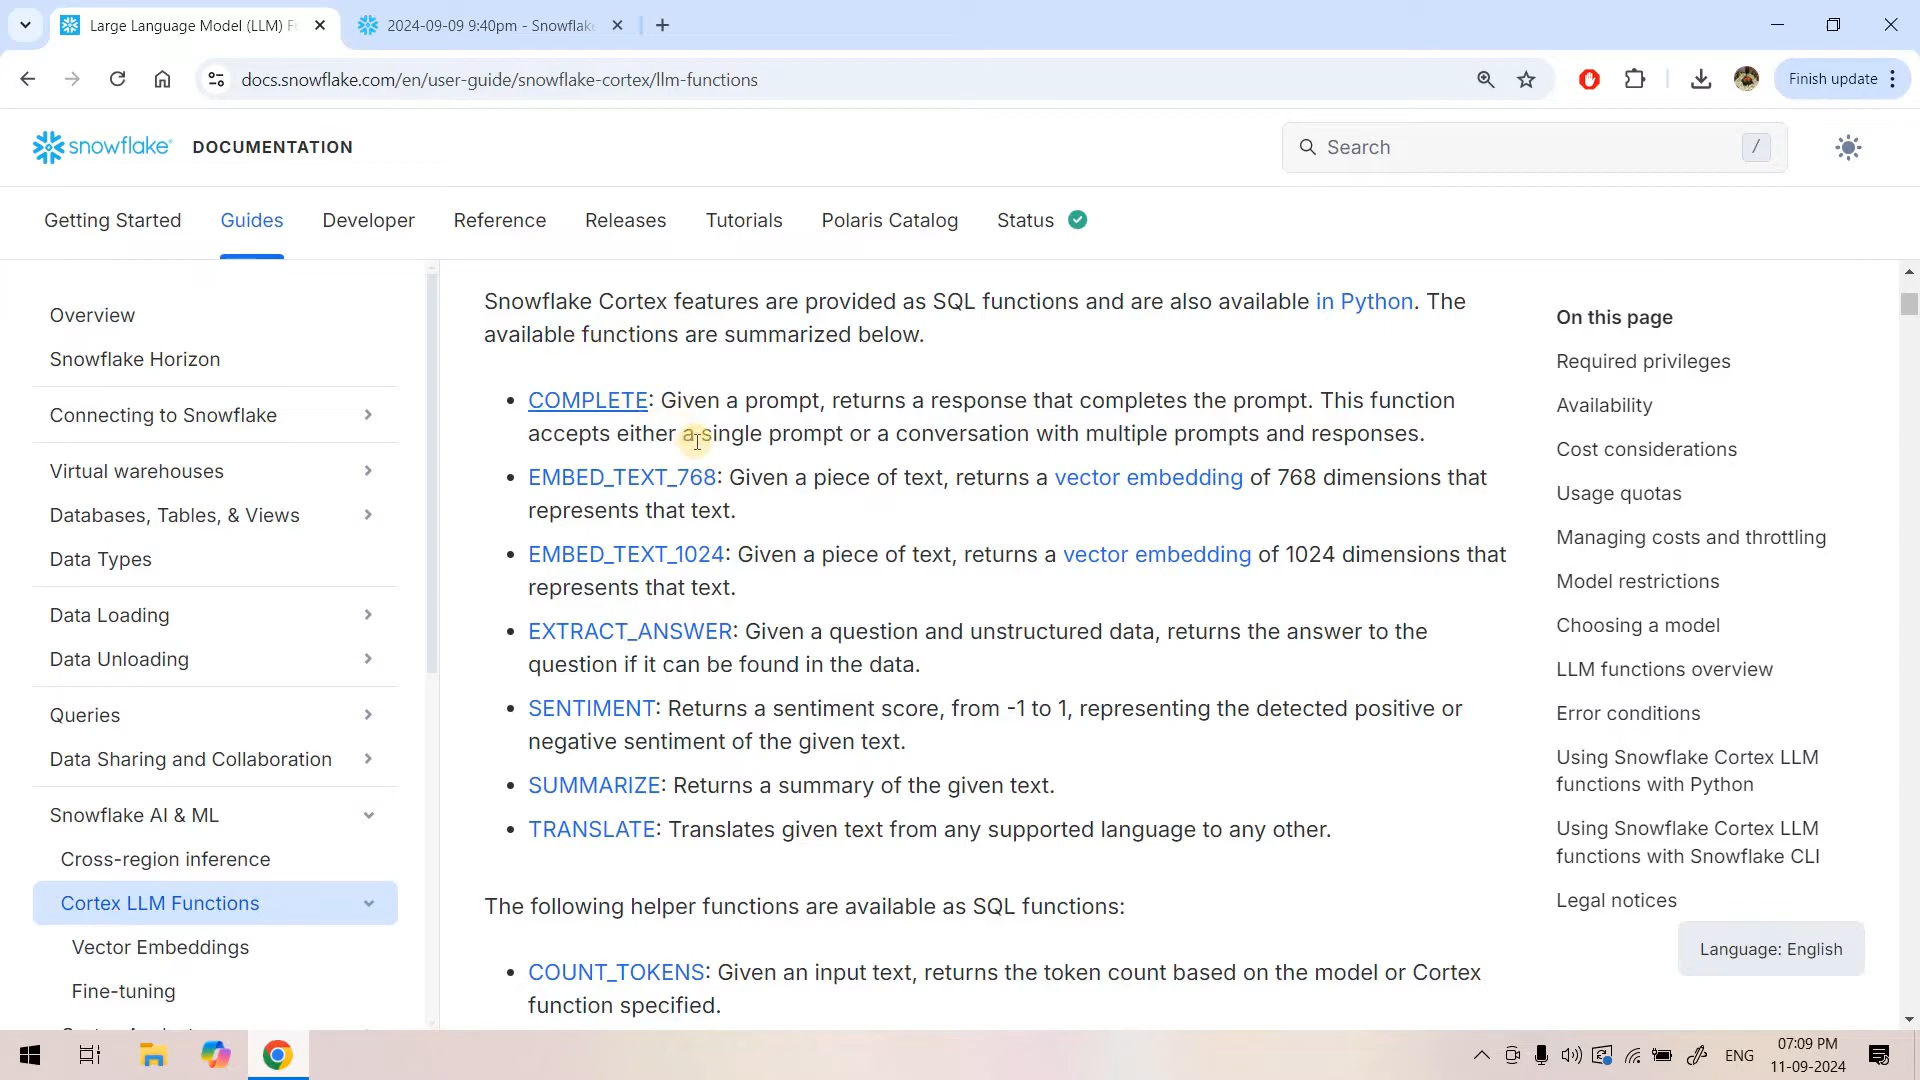 Large Language Model (LLM) F
2024-09-09 9:40pm - Snowflake
docs.snowflake.com/en/user-guide/snowflake-cortex/llm-functions
Finish update
snowflake DOCUMENTATION
Search /
Getting Started Guides Developer Reference Releases Tutorials Polaris Catalog Status
Overview
Snowflake Horizon
Connecting to Snowflake
Virtual warehouses
Databases, Tables, & Views
Data Types
Data Loading
Data Unloading
Queries
Data Sharing and Collaboration
Snowflake AI & ML
Cross-region inference
Cortex LLM Functions
Vector Embeddings
Fine-tuning
Snowflake Cortex features are provided as SQL functions and are also available in Python. The
available functions are summarized below.
• COMPLETE: Given a prompt, returns a response that completes the prompt. This function
accepts either a single prompt or a conversation with multiple prompts and responses.
• EMBED_TEXT_768: Given a piece of text, returns a vector embedding of 768 dimensions that
represents that text.
• EMBED_TEXT_1024: Given a piece of text, returns a vector embedding of 1024 dimensions that
represents that text.
• EXTRACT_ANSWER: Given a question and unstructured data, returns the answer to the
question if it can be found in the data.
• SENTIMENT: Returns a sentiment score, from -1 to 1, representing the detected positive or
negative sentiment of the given text.
• SUMMARIZE: Returns a summary of the given text.
• TRANSLATE: Translates given text from any supported language to any other.
The following helper functions are available as SQL functions:
• COUNT_TOKENS: Given an input text, returns the token count based on the model or Cortex
function specified.
On this page
Required privileges
Availability
Cost considerations
Usage quotas
Managing costs and throttling
Model restrictions
Choosing a model
LLM functions overview
Error conditions
Using Snowflake Cortex LLM
functions with Python
Using Snowflake Cortex LLM
functions with Snowflake CLI
Legal notices
Language: English
ENG
07:09 PM
11-09-2024